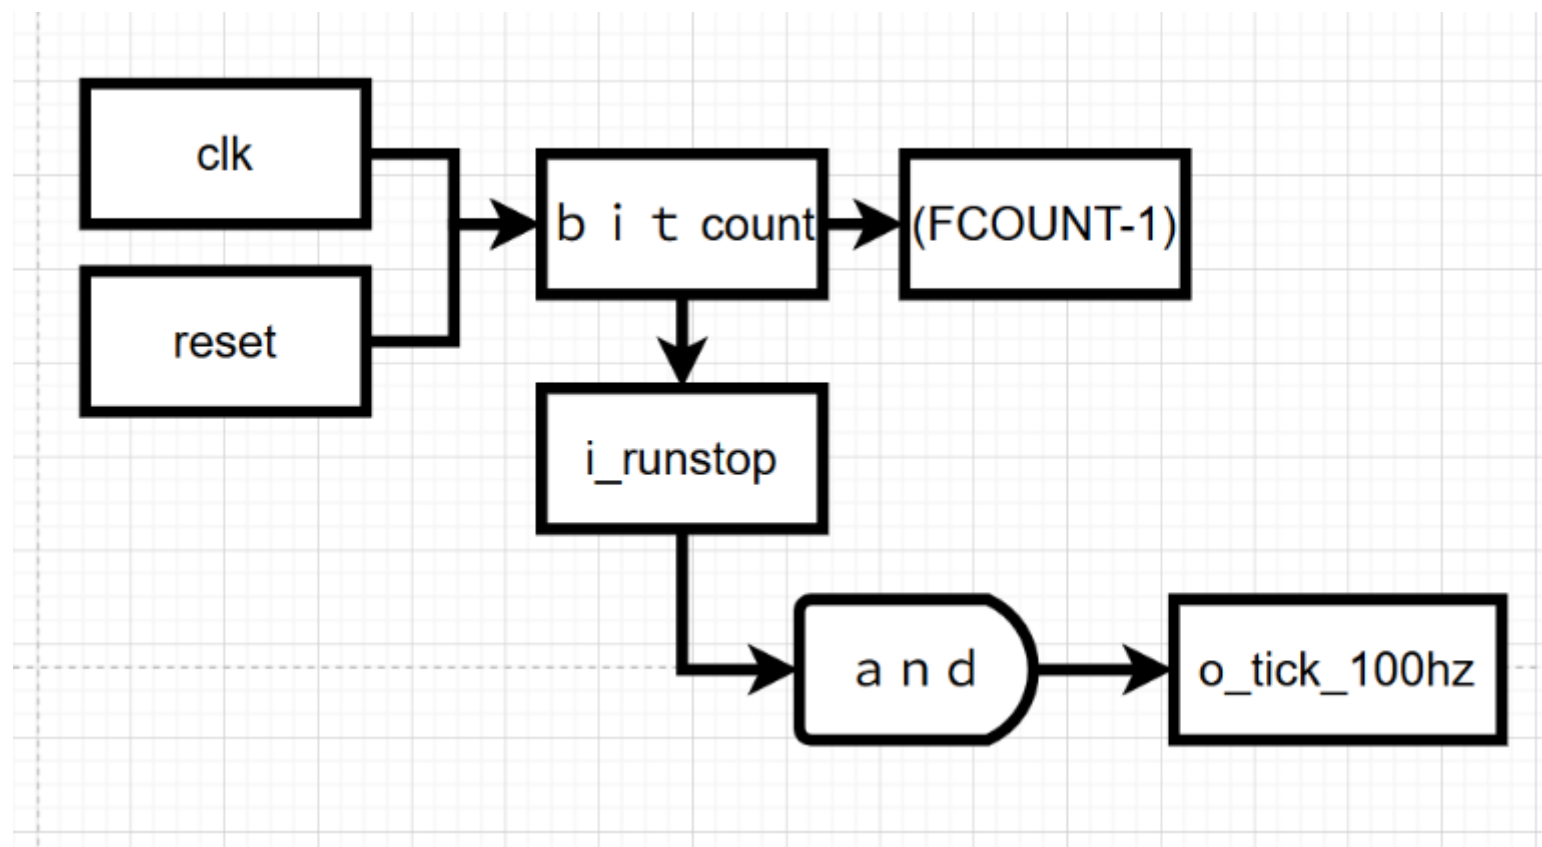 clk
b i t count
(FCOUNT-1)
reset
i_runstop
a n d
o_tick_100hz